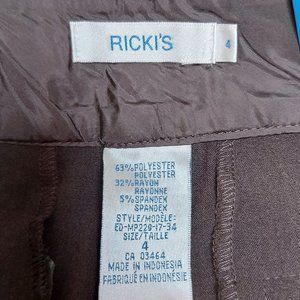 RICKI'S
4
63% POLYESTER
POLYESTER
32% RAYON
RAYONNE
5% SPANDEX
SPANDEX
STYLE/MODÈLE:
ED-MP220-17-34
SIZE/TAILLE
4
CA 03464
MADE IN INDONESIA
FABRIQUÉ EN INDONÉSIE